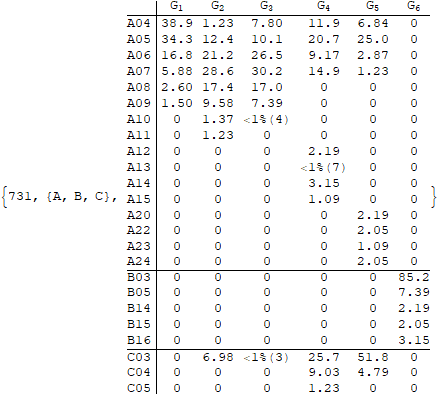 G1 G2 G3 G4 G5 G6
A04 38.9 1.23 7.80 11.9 6.84 0
A05 34.3 12.4 10.1 20.7 25.0 0
A06 16.8 21.2 26.5 9.17 2.87 0
A07 5.88 28.6 30.2 14.9 1.23 0
A08 2.60 17.4 17.0 0 0 0
A09 1.50 9.58 7.39 0 0 0
A10 0 1.37 <1%(4) 0 0 0
A11 0 1.23 0 0 0 0
A12 0 0 0 2.19 0 0
A13 0 0 0 <1%(7) 0 0
A14 0 0 0 3.15 0 0
{731, {A, B, C}, A15 0 0 0 1.09 0 0 }
A20 0 0 0 0 2.19 0
A22 0 0 0 0 2.05 0
A23 0 0 0 0 1.09 0
A24 0 0 0 0 2.05 0
B03 0 0 0 0 0 85.2
B05 0 0 0 0 0 7.39
B14 0 0 0 0 0 2.19
B15 0 0 0 0 0 2.05
B16 0 0 0 0 0 3.15
C03 0 6.98 <1%(3) 25.7 51.8 0
C04 0 0 0 9.03 4.79 0
C05 0 0 0 1.23 0 0